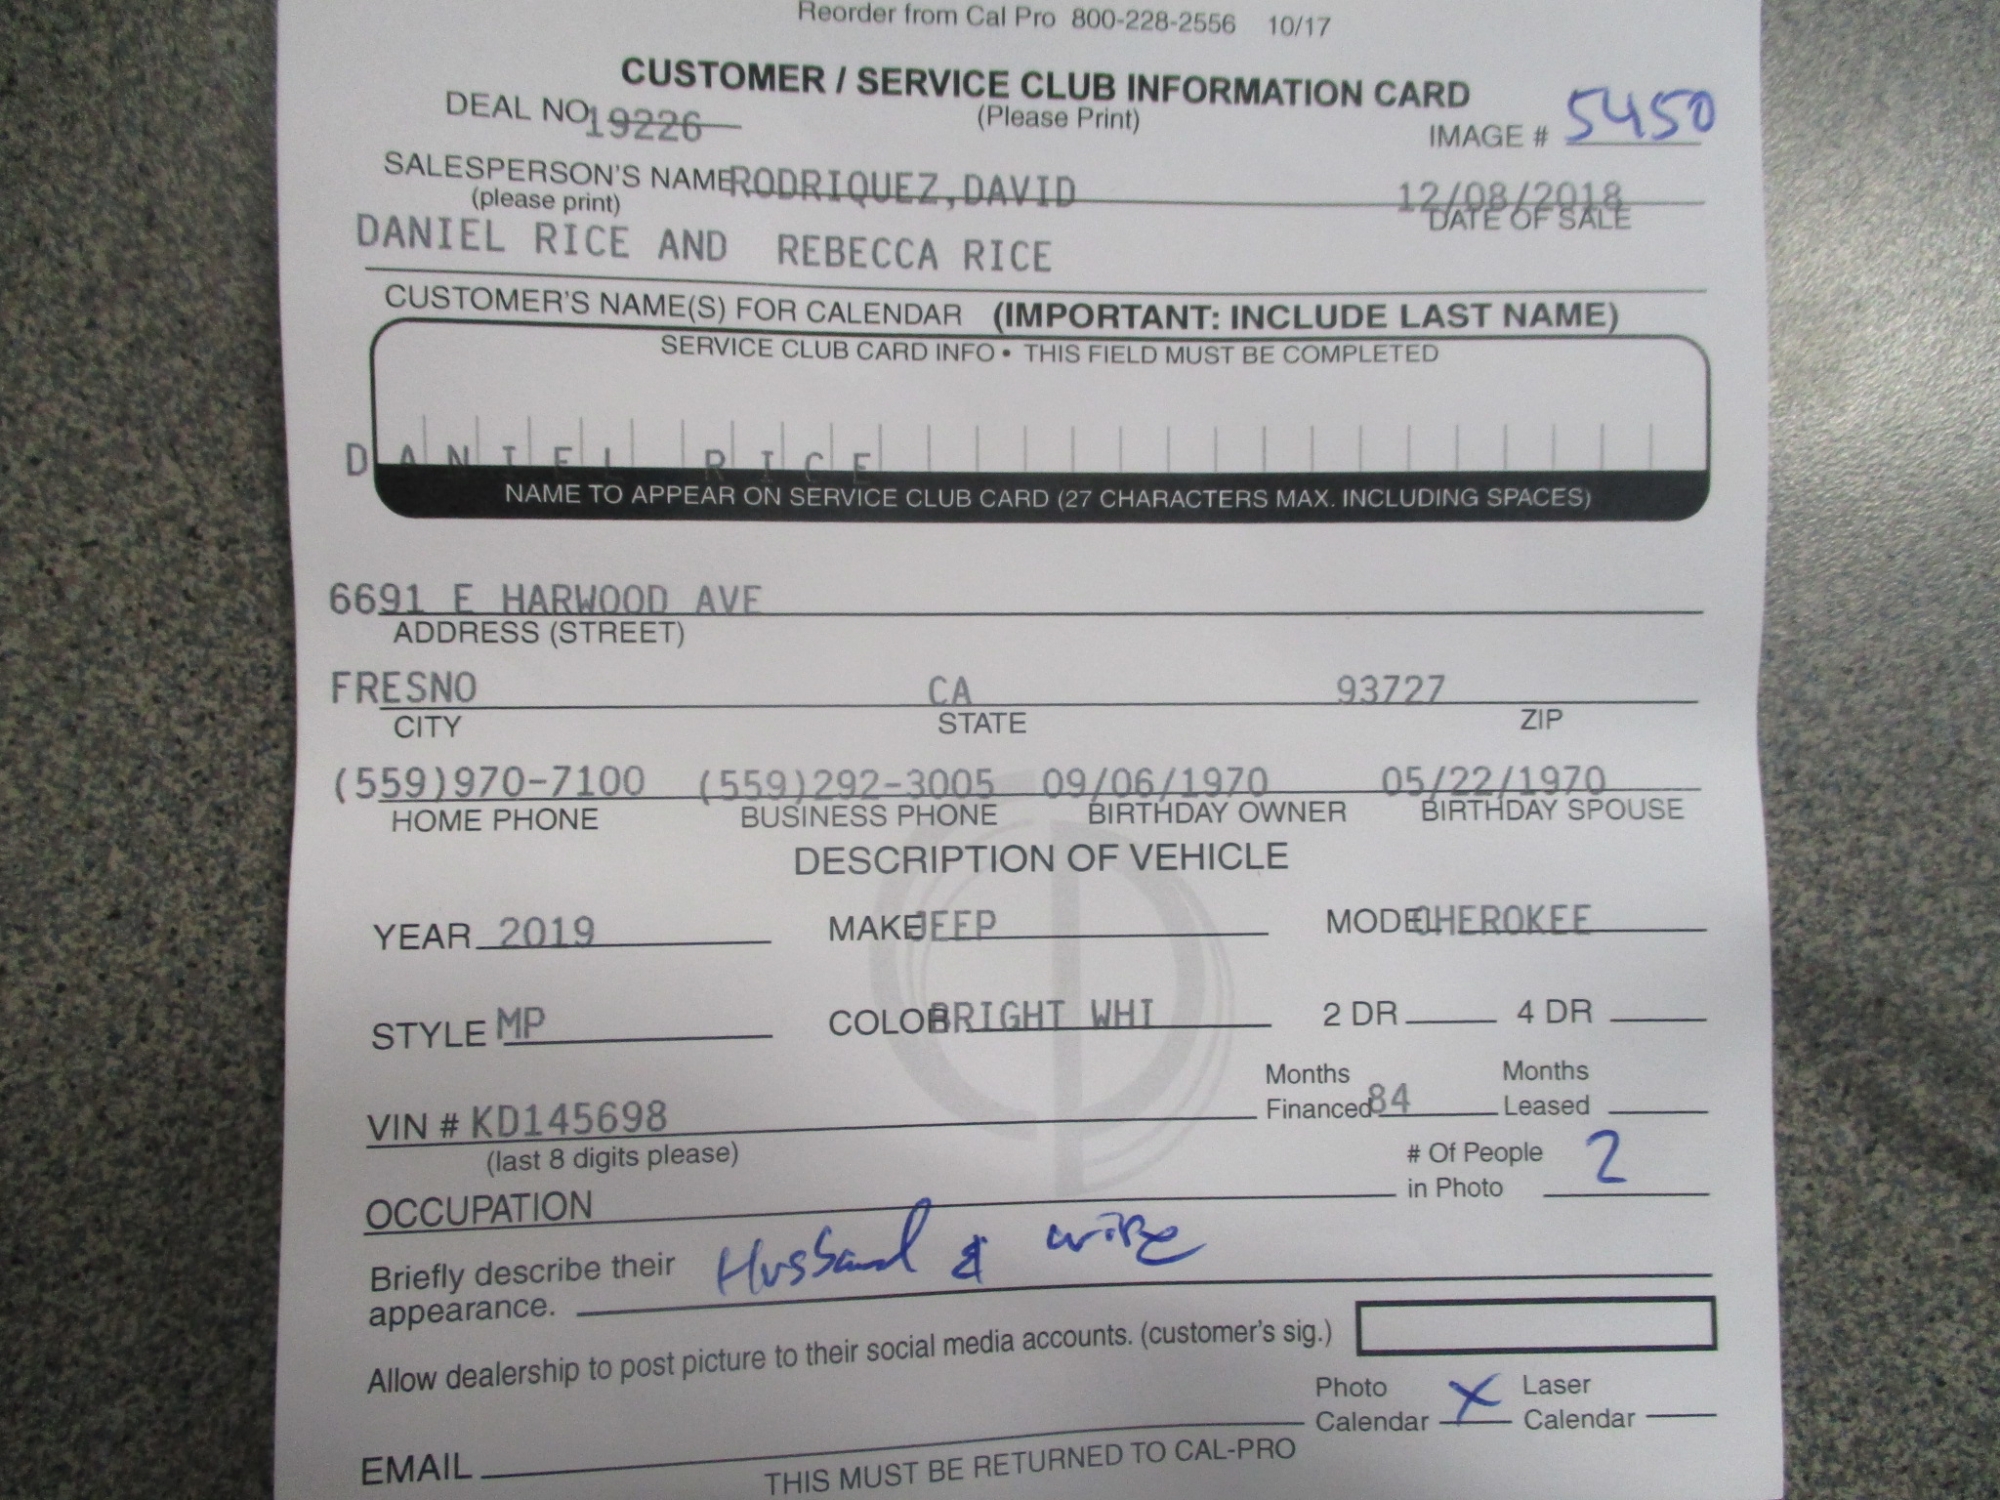 Reorder from Cal Pro 800-228-2556 10/17
CUSTOMER / SERVICE CLUB INFORMATION CARD
DEAL NO 19226 (Please Print) IMAGE # 5450
SALESPERSON'S NAME RODRIQUEZ,DAVID 12/08/2018
(please print) DATE OF SALE
DANIEL RICE AND REBECCA RICE
CUSTOMER'S NAME(S) FOR CALENDAR (IMPORTANT: INCLUDE LAST NAME)
SERVICE CLUB CARD INFO • THIS FIELD MUST BE COMPLETED
DANIEL RICE
NAME TO APPEAR ON SERVICE CLUB CARD (27 CHARACTERS MAX. INCLUDING SPACES)
6691 E HARWOOD AVE
ADDRESS (STREET)
FRESNO CA 93727
CITY STATE ZIP
(559)970-7100 (559)292-3005 09/06/1970 05/22/1970
HOME PHONE BUSINESS PHONE BIRTHDAY OWNER BIRTHDAY SPOUSE
DESCRIPTION OF VEHICLE
YEAR 2019 MAKE JEEP MODEL CHEROKEE
STYLE MP COLOR BRIGHT WHI 2 DR 4 DR
Months Months
VIN # KD145698 Financed 84 Leased
(last 8 digits please) # Of People
in Photo 2
OCCUPATION
Briefly describe their Husband & wife
appearance.
Allow dealership to post picture to their social media accounts. (customer's sig.)
Photo X Laser
Calendar Calendar
EMAIL
THIS MUST BE RETURNED TO CAL-PRO